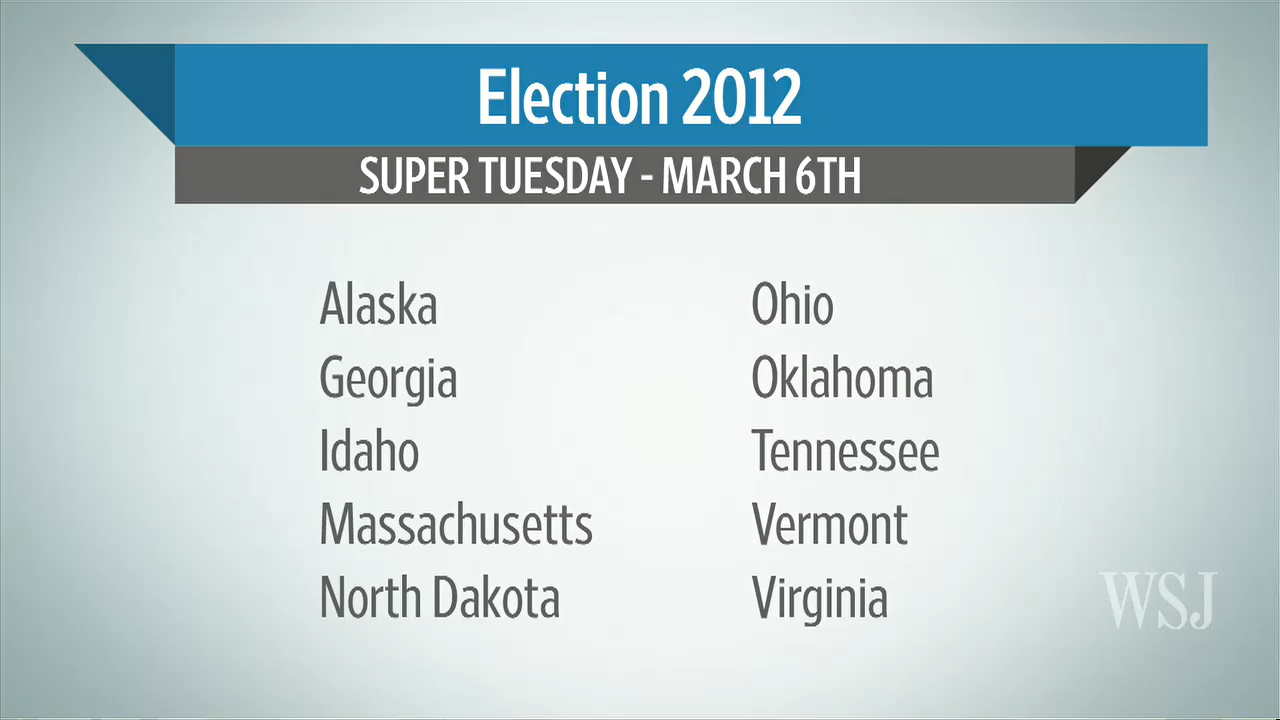 Election 2012
SUPER TUESDAY - MARCH 6TH
Alaska
Georgia
Idaho
Massachusetts
North Dakota
Ohio
Oklahoma
Tennessee
Vermont
Virginia
WSJ